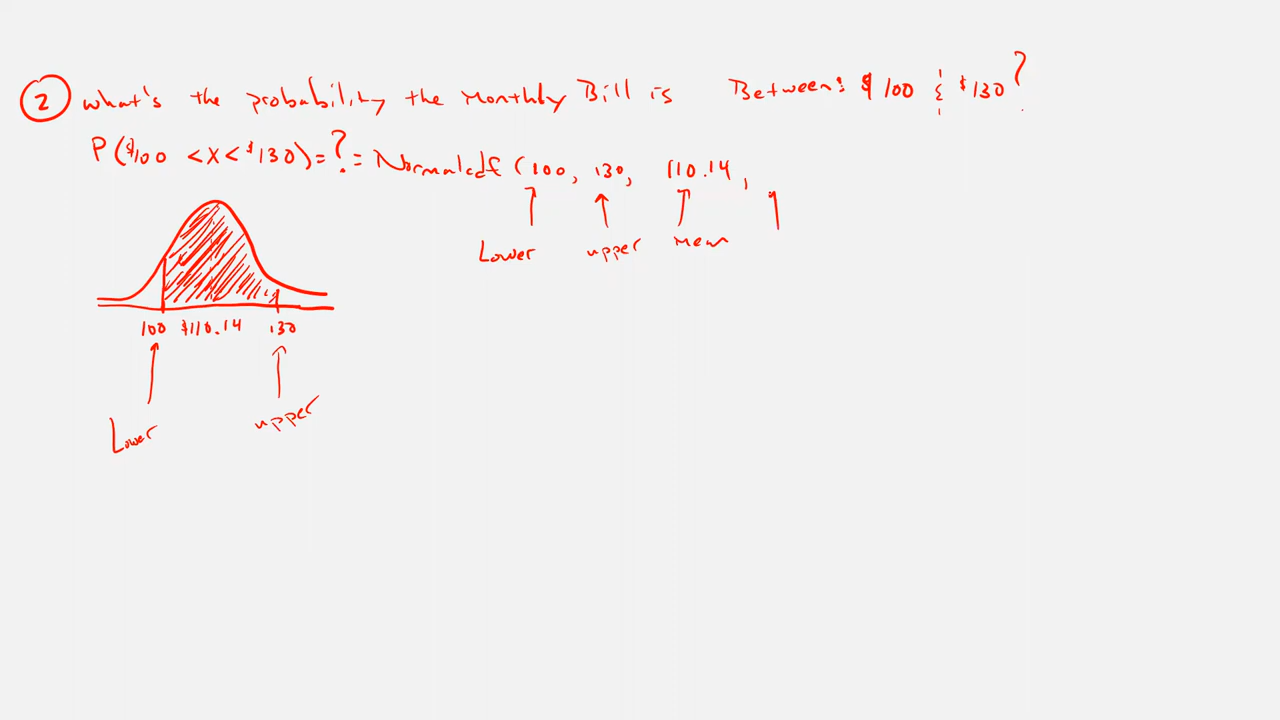 2 what's the probability the Monthly Bill is Between: $100 & $130?
P($100 <X< $130)=?= Normalcdf (100, 130, 110.14,
Lower upper mean
100 $110.14 130
Lower upper